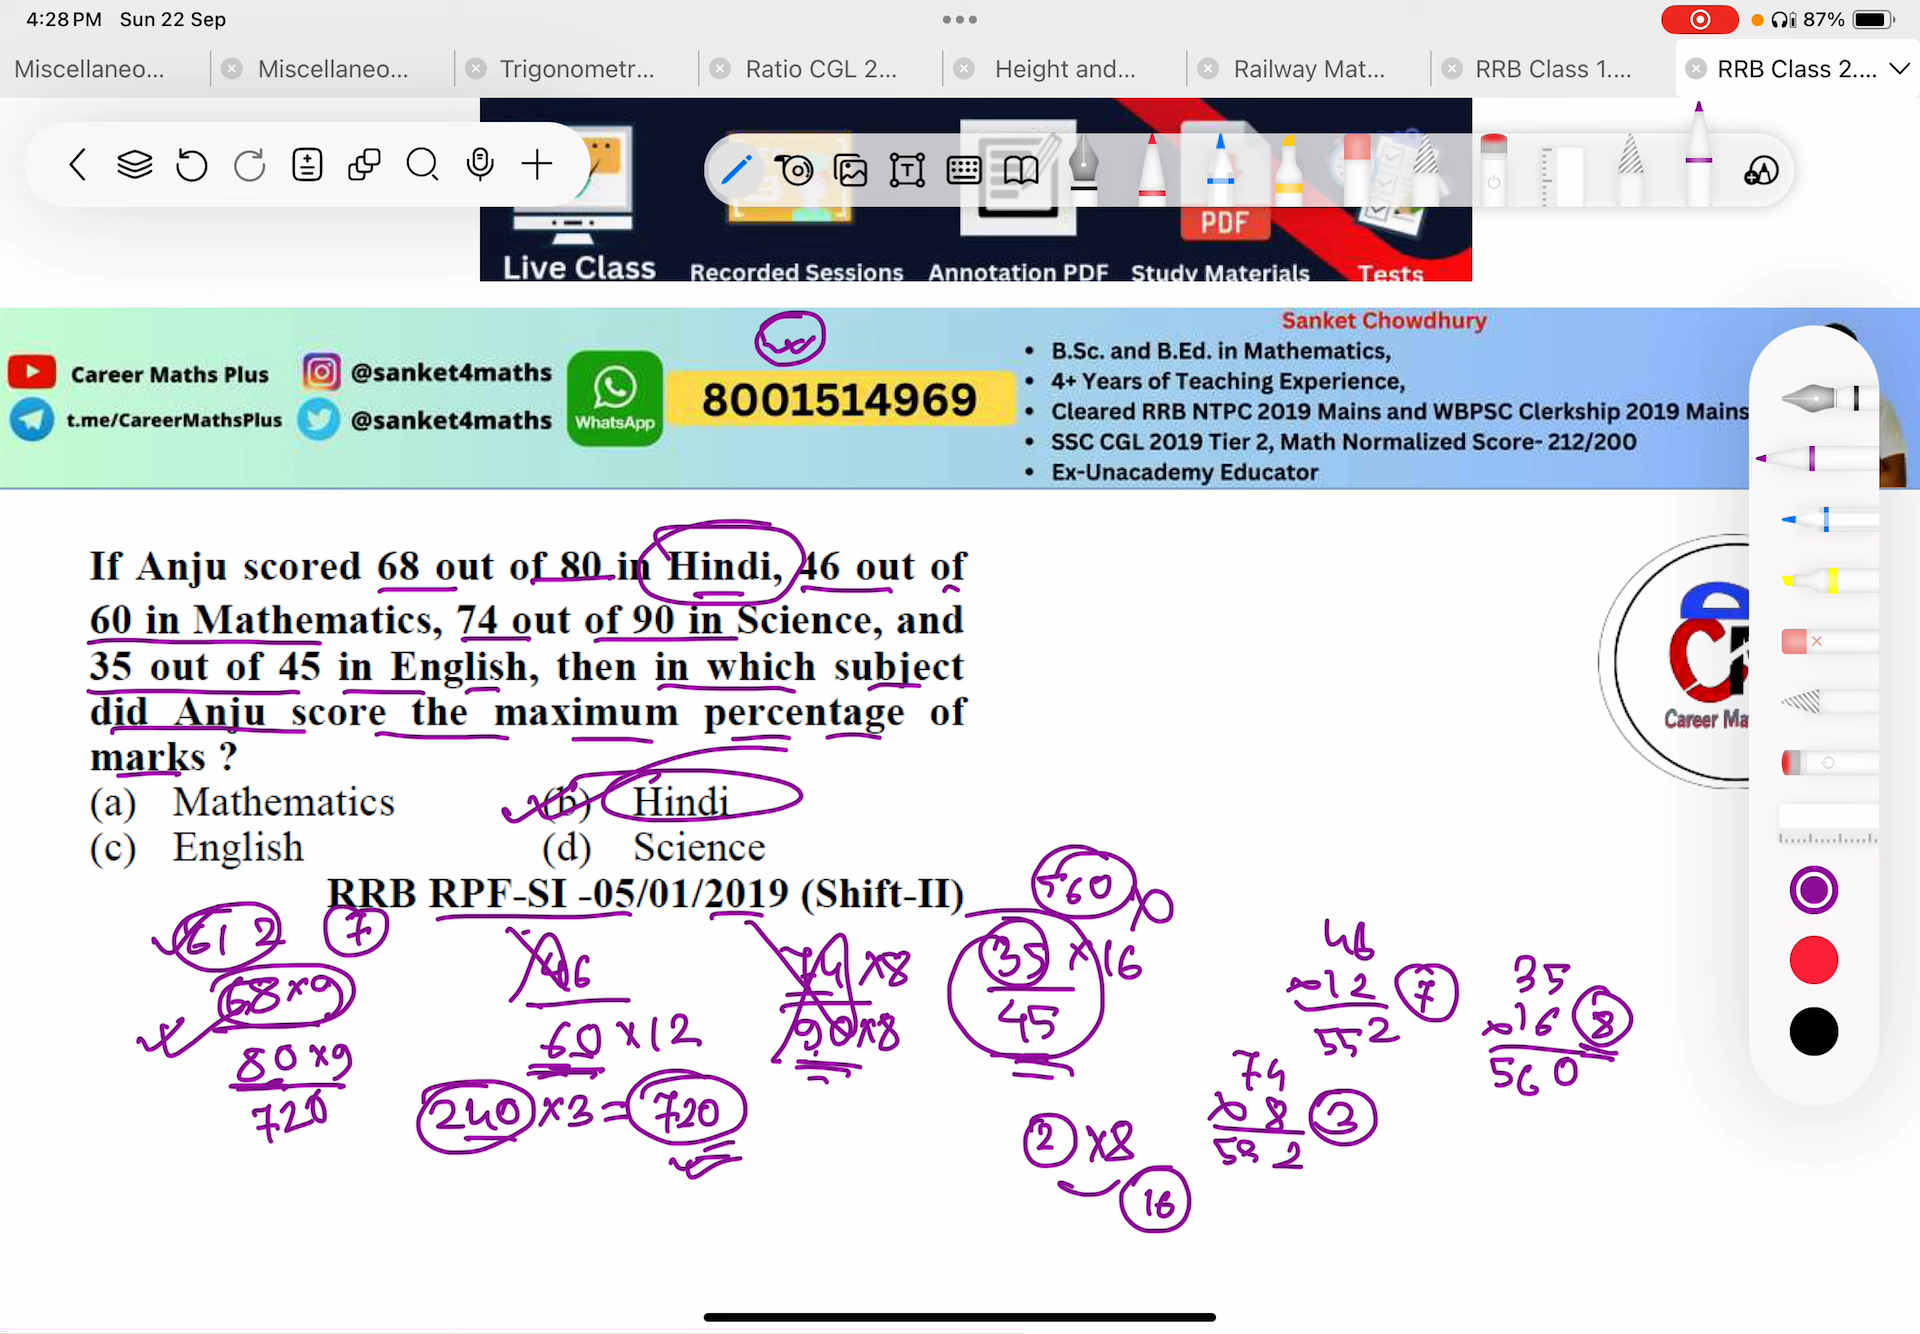 4:28 PM Sun 22 Sep
87%
Miscellaneo...
Miscellaneo...
Trigonometr...
Ratio CGL 2...
Height and...
Railway Mat...
RRB Class 1....
RRB Class 2....
PDF
Live Class
Recorded Sessions
Annotation PDF
Study Materials
Tests
Career Maths Plus
@sanket4maths
t.me/CareerMathsPlus
@sanket4maths
WhatsApp
8001514969
Sanket Chowdhury
• B.Sc. and B.Ed. in Mathematics,
• 4+ Years of Teaching Experience,
• Cleared RRB NTPC 2019 Mains and WBPSC Clerkship 2019 Mains
• SSC CGL 2019 Tier 2, Math Normalized Score- 212/200
• Ex-Unacademy Educator
If Anju scored 68 out of 80 in Hindi, 46 out of
60 in Mathematics, 74 out of 90 in Science, and
35 out of 45 in English, then in which subject
did Anju score the maximum percentage of
marks ?
(a) Mathematics
(b) Hindi
(c) English
(d) Science
RRB RPF-SI -05/01/2019 (Shift-II)
Career Ma
612 7
68×9
80×9
720
46
60×12
240×3=720
74×8
90×8
560
35×16
45
2×8
16
46
×12 7
552
74
×8 3
592
35
×16 8
560